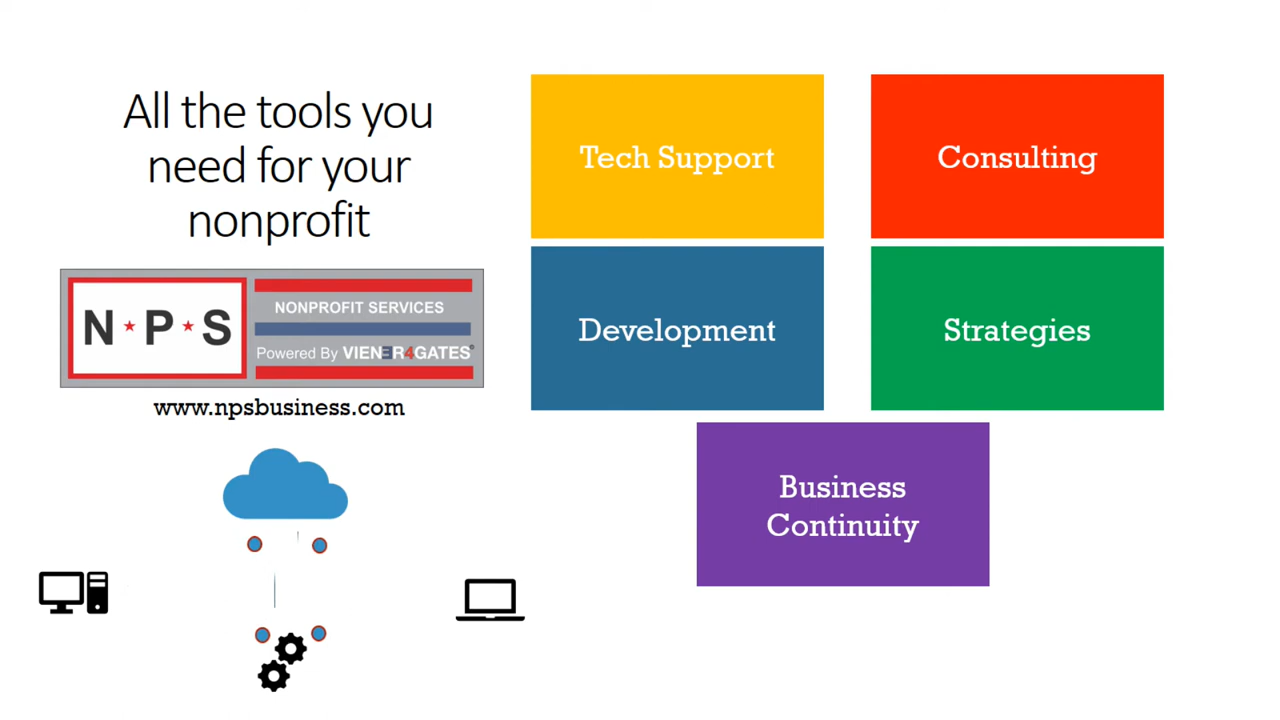 All the tools you
need for your
nonprofit
N★P★S
NONPROFIT SERVICES
Powered By VIENER4GATES®
www.npsbusiness.com
Tech Support
Consulting
Development
Strategies
Business
Continuity